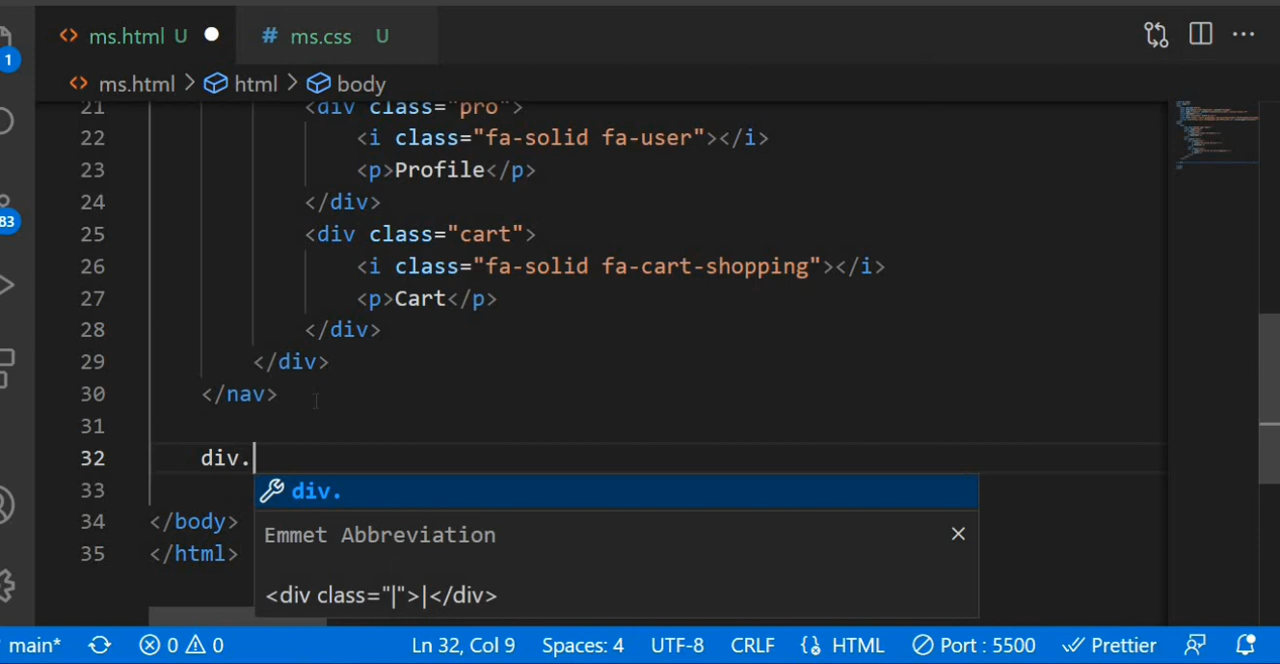 ms.html U
# ms.css U
1
ms.html > html > body
21 <div class="pro">
22 <i class="fa-solid fa-user"></i>
23 <p>Profile</p>
24 </div>
83
25 <div class="cart">
26 <i class="fa-solid fa-cart-shopping"></i>
27 <p>Cart</p>
28 </div>
29 </div>
30 </nav>
31
32 div.
33 div.
34 </body>
Emmet Abbreviation
35 </html>
<div class="|">|</div>
main* 0 0 Ln 32, Col 9 Spaces: 4 UTF-8 CRLF {} HTML Port : 5500 Prettier